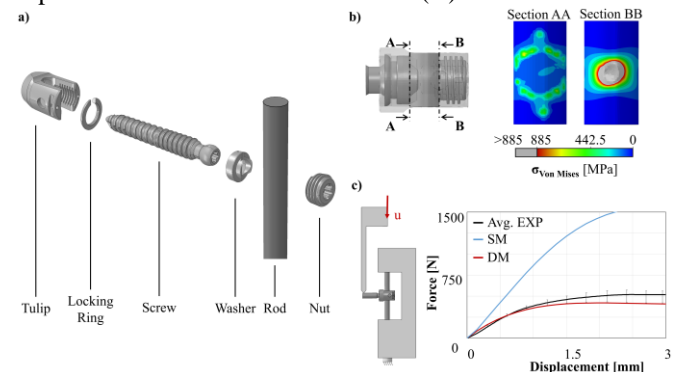 a)
Tulip
Locking
Ring
Screw
Washer
Rod
Nut
b)
A
B
A
B
Section AA
Section BB
>885
885
442.5
0
σVon Mises [MPa]
c)
u
1500
750
0
Force [N]
Avg. EXP
SM
DM
0
1.5
3
Displacement [mm]